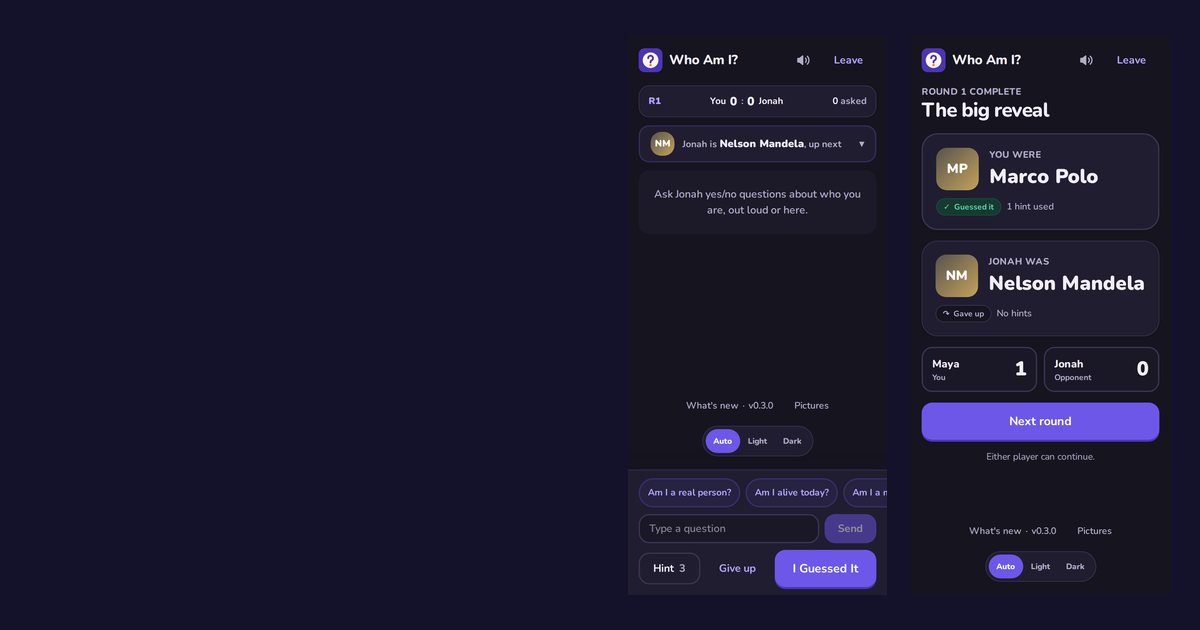 Who Am I?
Leave
R1
You 0 : 0 Jonah
0 asked
NM
Jonah is Nelson Mandela, up next
Ask Jonah yes/no questions about who you
are, out loud or here.
What's new · v0.3.0
Pictures
Auto
Light
Dark
Am I a real person?
Am I alive today?
Type a question
Send
Hint 3
Give up
I Guessed It
Who Am I?
Leave
ROUND 1 COMPLETE
The big reveal
MP
YOU WERE
Marco Polo
✓ Guessed it
1 hint used
NM
JONAH WAS
Nelson Mandela
Gave up
No hints
Maya
You
1
Jonah
Opponent
0
Next round
Either player can continue.
What's new · v0.3.0
Pictures
Auto
Light
Dark